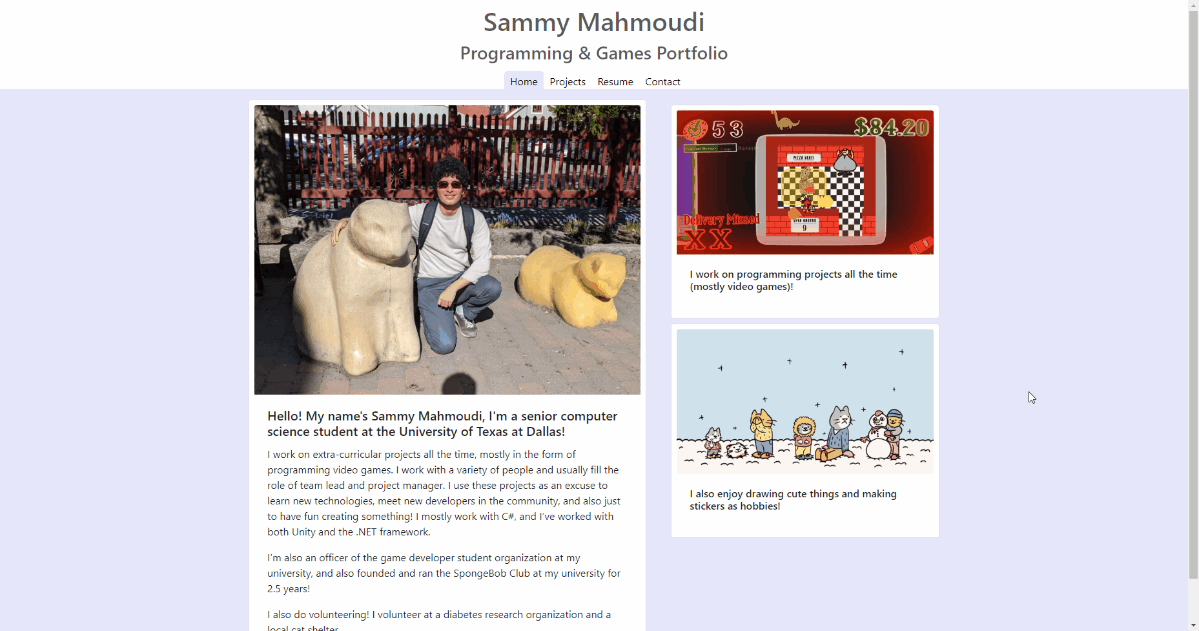 Sammy Mahmoudi
Programming & Games Portfolio
Home Projects Resume Contact
Hello! My name's Sammy Mahmoudi, I'm a senior computer
science student at the University of Texas at Dallas!
I work on extra-curricular projects all the time, mostly in the form of
programming video games. I work with a variety of people and usually fill the
role of team lead and project manager. I use these projects as an excuse to
learn new technologies, meet new developers in the community, and also just
to have fun creating something! I mostly work with C#, and I've worked with
both Unity and the .NET framework.
I'm also an officer of the game developer student organization at my
university, and also founded and ran the SpongeBob Club at my university for
2.5 years!
I also do volunteering! I volunteer at a diabetes research organization and a
local cat shelter
53
$84.20
Delivery Missed
XX
9
I work on programming projects all the time
(mostly video games)!
I also enjoy drawing cute things and making
stickers as hobbies!